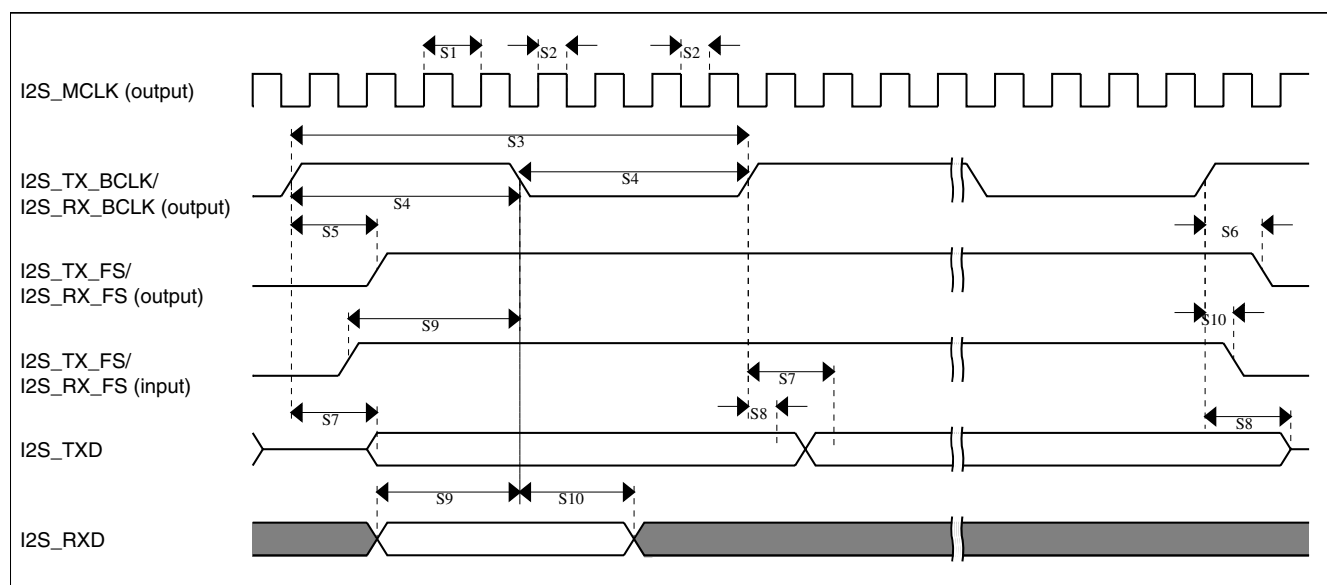 S1
S2
S2
I2S_MCLK (output)
S3
I2S_TX_BCLK/
I2S_RX_BCLK (output)
S4
S4
S5
S6
I2S_TX_FS/
I2S_RX_FS (output)
S9
S10
I2S_TX_FS/
I2S_RX_FS (input)
S7
S7
S8
S8
I2S_TXD
S9
S10
I2S_RXD